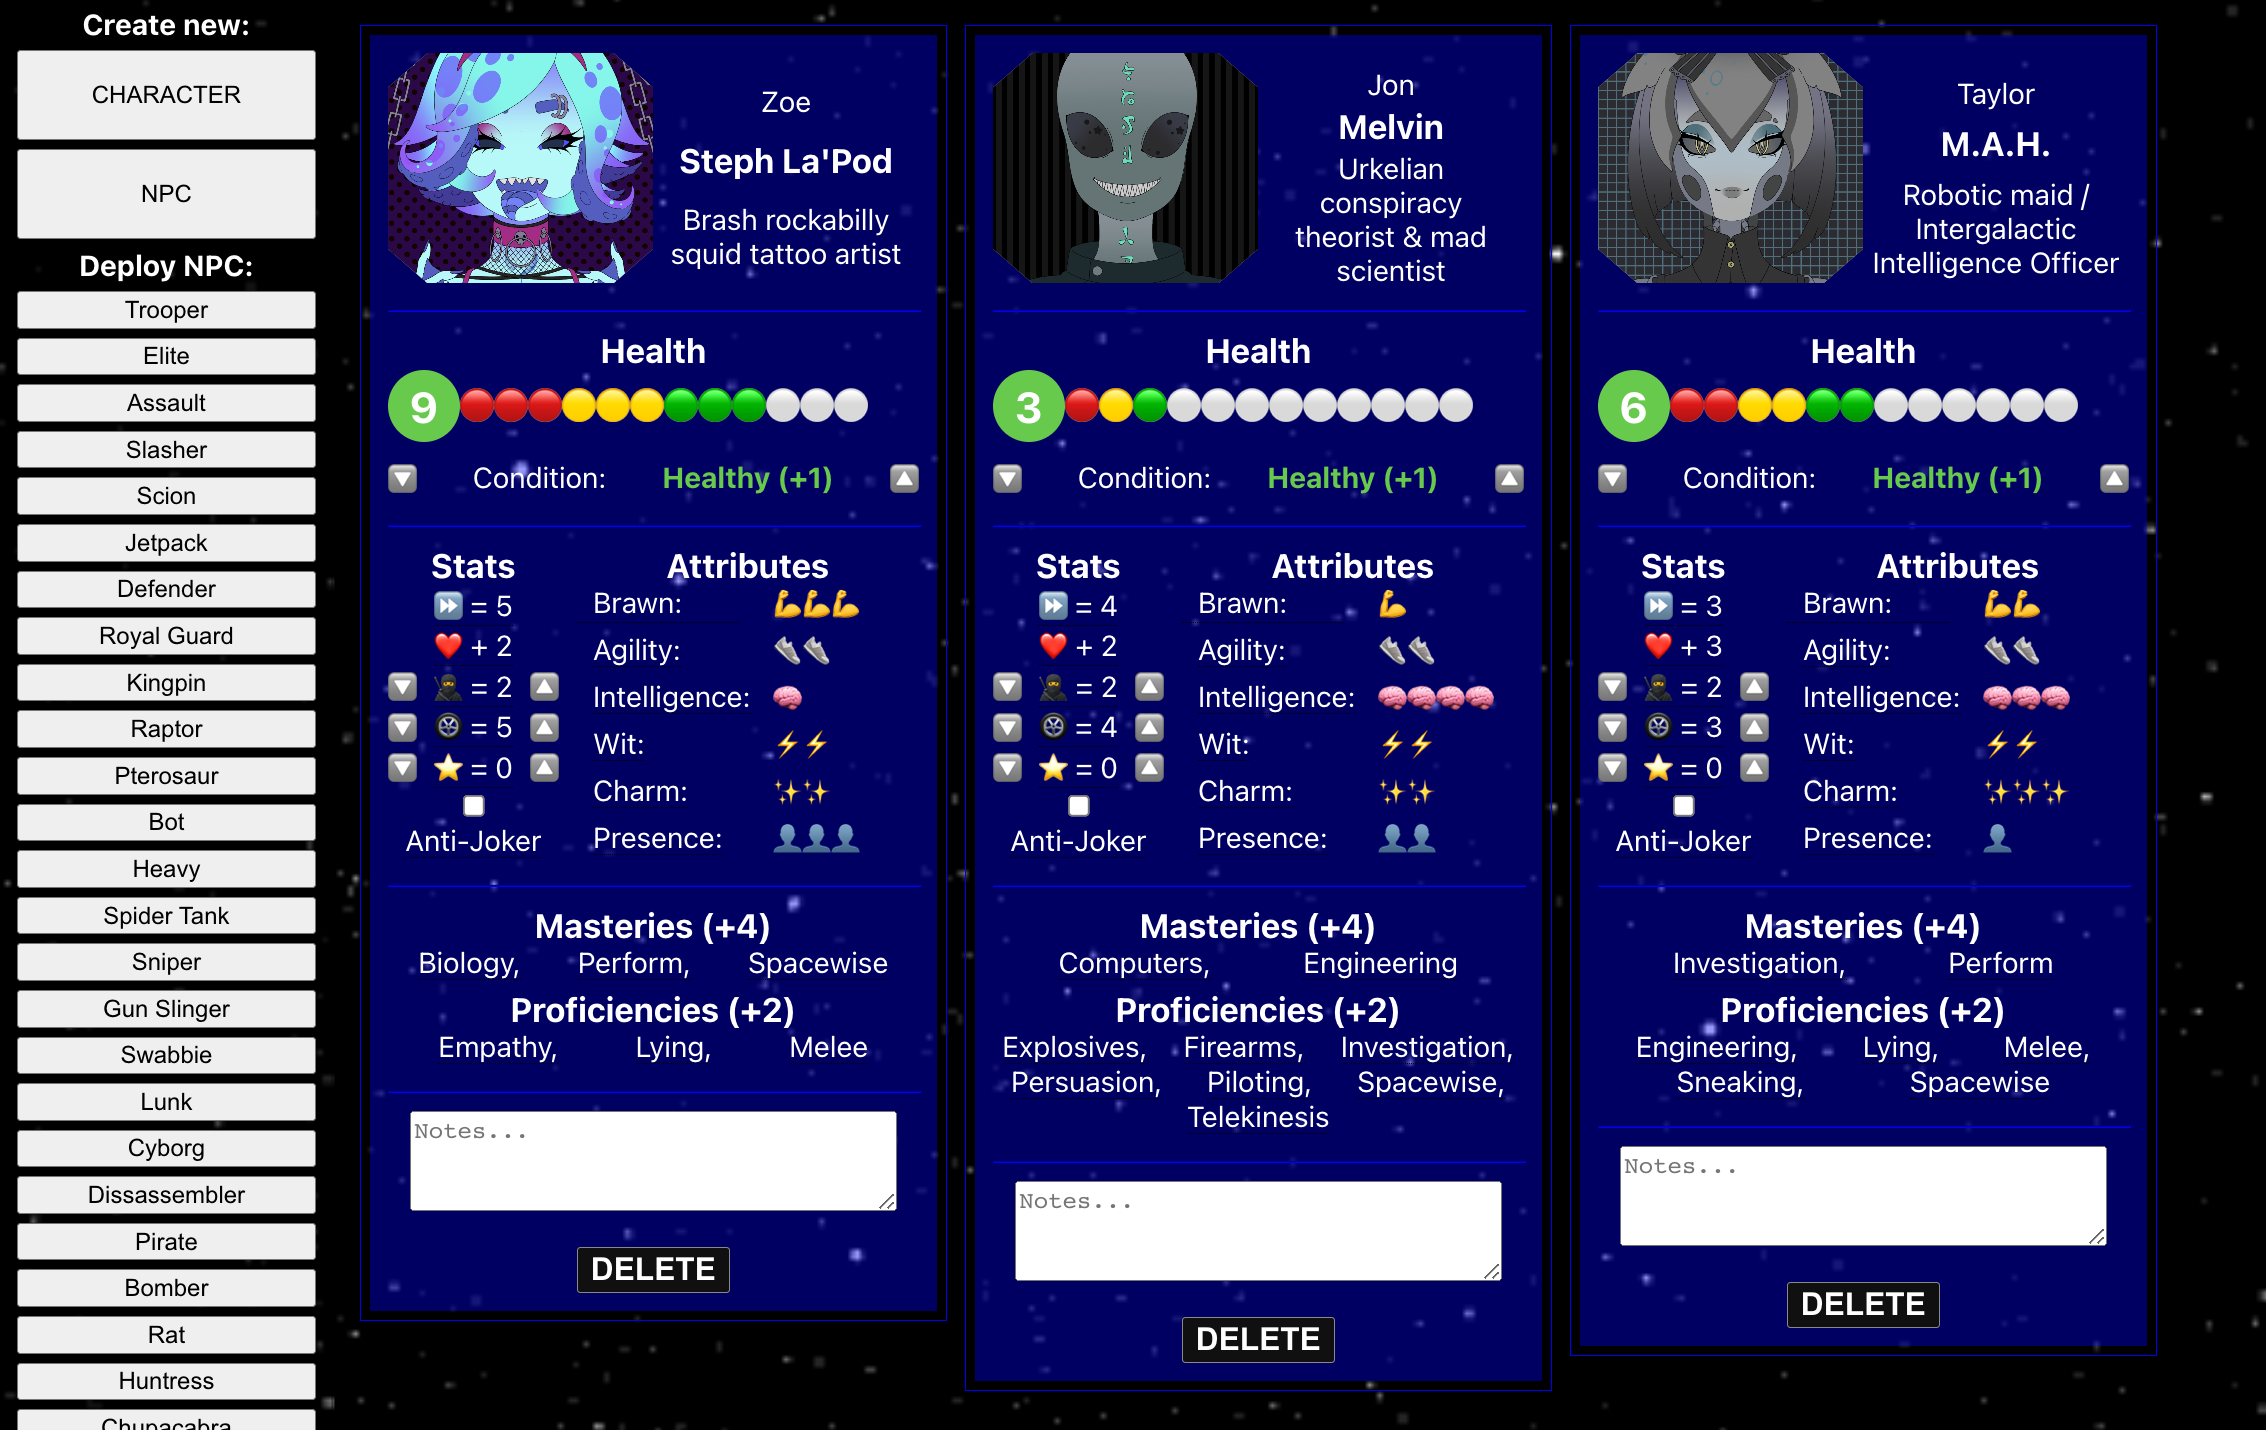 Create new:
CHARACTER
NPC
Deploy NPC:
Trooper
Elite
Assault
Slasher
Scion
Jetpack
Defender
Royal Guard
Kingpin
Raptor
Pterosaur
Bot
Heavy
Spider Tank
Sniper
Gun Slinger
Swabbie
Lunk
Cyborg
Dissassembler
Pirate
Bomber
Rat
Huntress
Chupacabra
Zoe
Steph La'Pod
Brash rockabilly
squid tattoo artist
Health
9
Condition: Healthy (+1)
Stats
= 5
+ 2
= 2
= 5
= 0
Anti-Joker
Attributes
Brawn:
Agility:
Intelligence:
Wit:
Charm:
Presence:
Masteries (+4)
Biology, Perform, Spacewise
Proficiencies (+2)
Empathy, Lying, Melee
Notes...
DELETE
Jon
Melvin
Urkelian
conspiracy
theorist & mad
scientist
Health
3
Condition: Healthy (+1)
Stats
= 4
+ 2
= 2
= 4
= 0
Anti-Joker
Attributes
Brawn:
Agility:
Intelligence:
Wit:
Charm:
Presence:
Masteries (+4)
Computers, Engineering
Proficiencies (+2)
Explosives, Firearms, Investigation,
Persuasion, Piloting, Spacewise,
Telekinesis
Notes...
DELETE
Taylor
M.A.H.
Robotic maid /
Intergalactic
Intelligence Officer
Health
6
Condition: Healthy (+1)
Stats
= 3
+ 3
= 2
= 3
= 0
Anti-Joker
Attributes
Brawn:
Agility:
Intelligence:
Wit:
Charm:
Presence:
Masteries (+4)
Investigation, Perform
Proficiencies (+2)
Engineering, Lying, Melee,
Sneaking, Spacewise
Notes...
DELETE